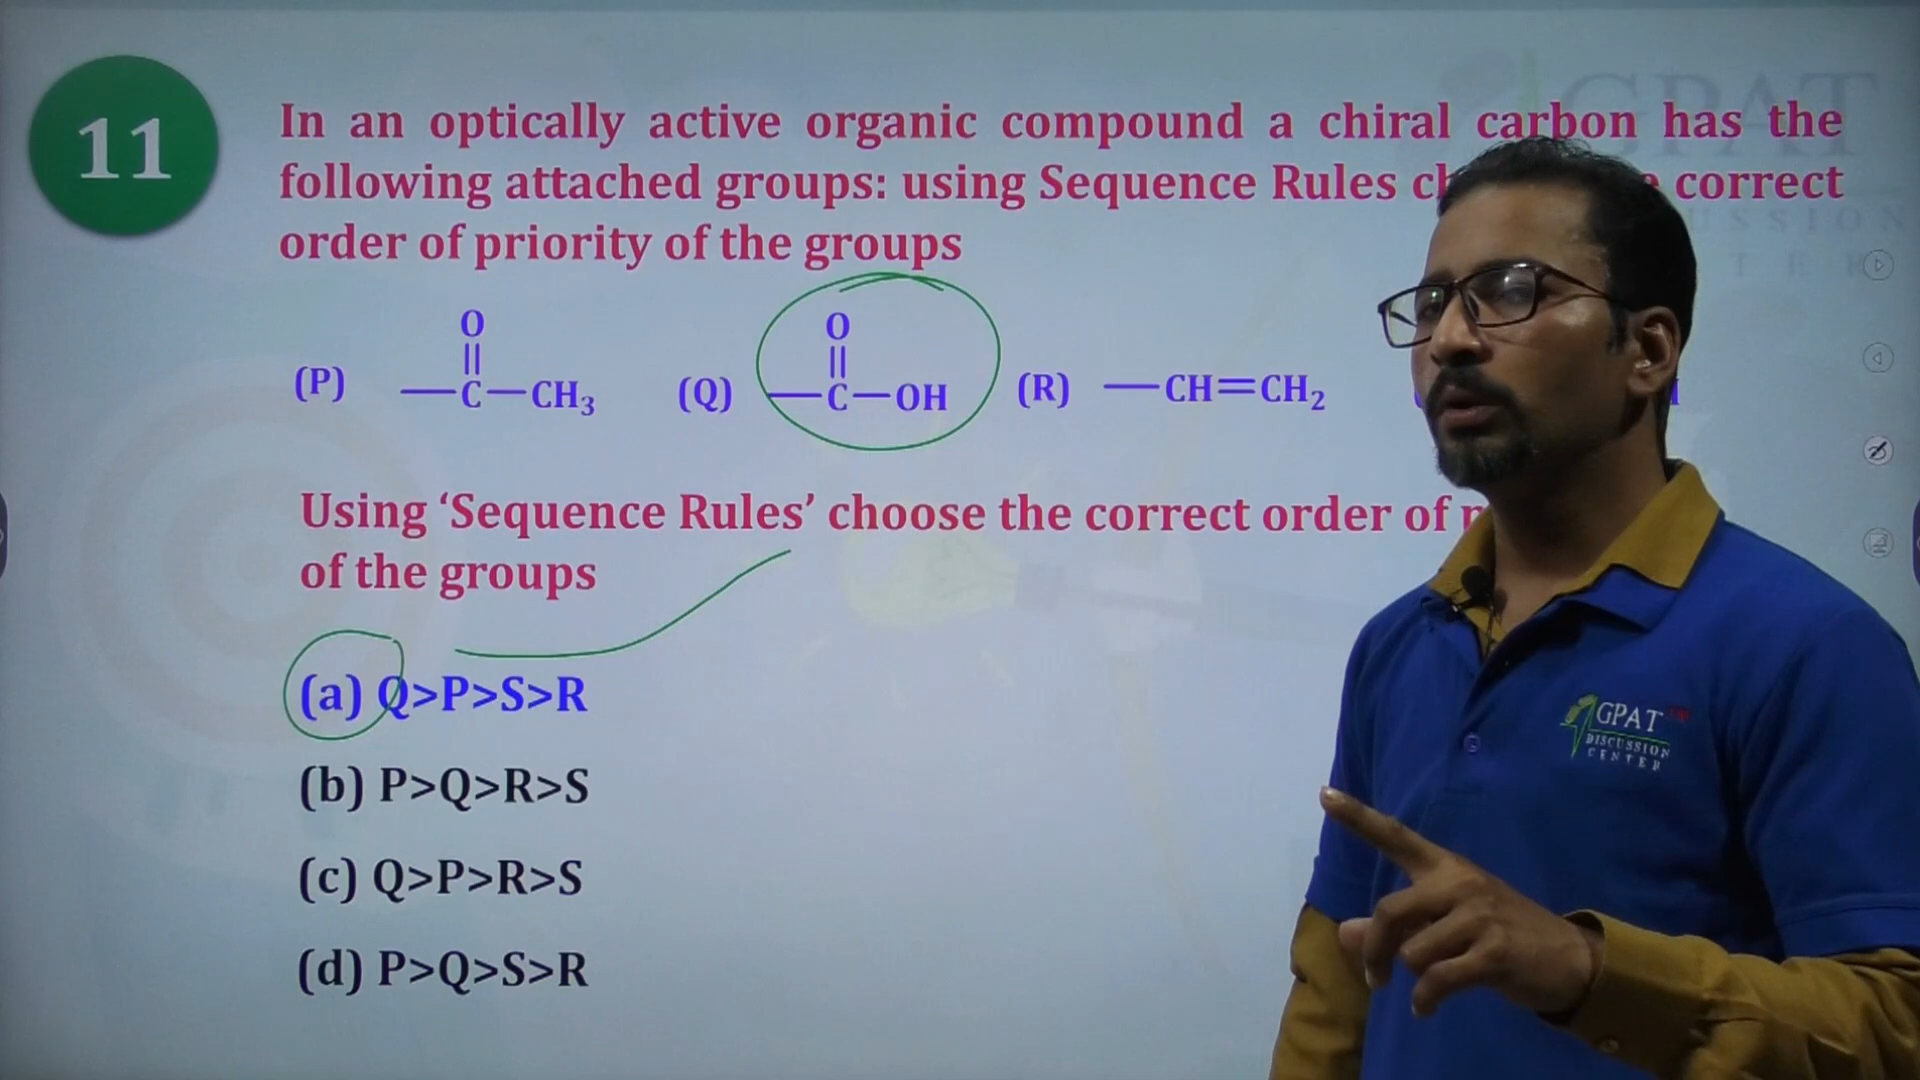 11
In an optically active organic compound a chiral carbon has the
following attached groups: using Sequence Rules correct
order of priority of the groups
(P) —C—CH₃ (Q) —C—OH (R) —CH=CH₂
O O
Using ‘Sequence Rules’ choose the correct order of
of the groups
(a) Q>P>S>R
(b) P>Q>R>S
(c) Q>P>R>S
(d) P>Q>S>R
GPAT
DISCUSSION
CENTER